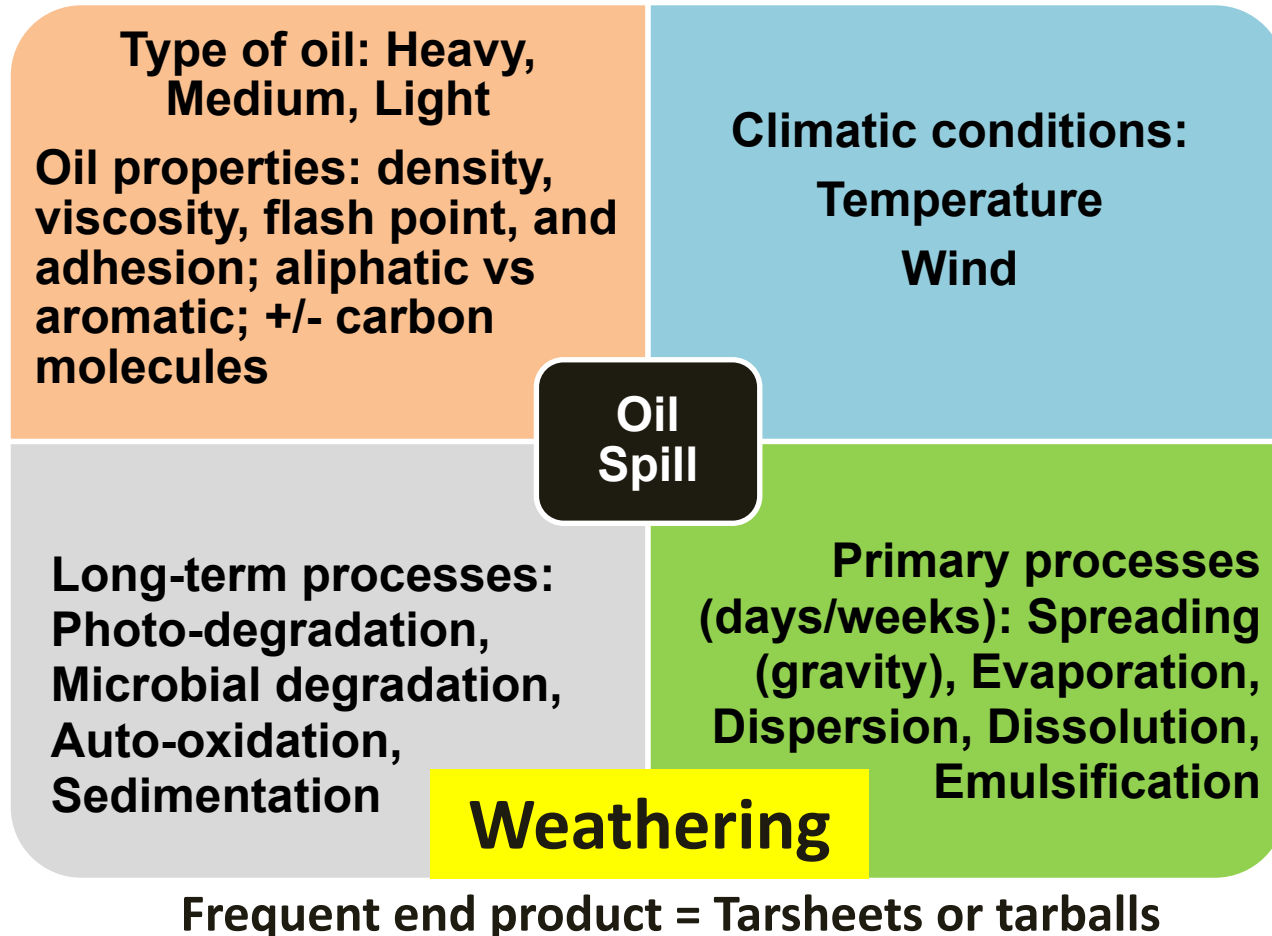 Type of oil: Heavy,
Medium, Light
Oil properties: density,
viscosity, flash point, and
adhesion; aliphatic vs
aromatic; +/- carbon
molecules
Climatic conditions:
Temperature
Wind
Oil
Spill
Long-term processes:
Photo-degradation,
Microbial degradation,
Auto-oxidation,
Sedimentation
Primary processes
(days/weeks): Spreading
(gravity), Evaporation,
Dispersion, Dissolution,
Emulsification
Weathering
Frequent end product = Tarsheets or tarballs